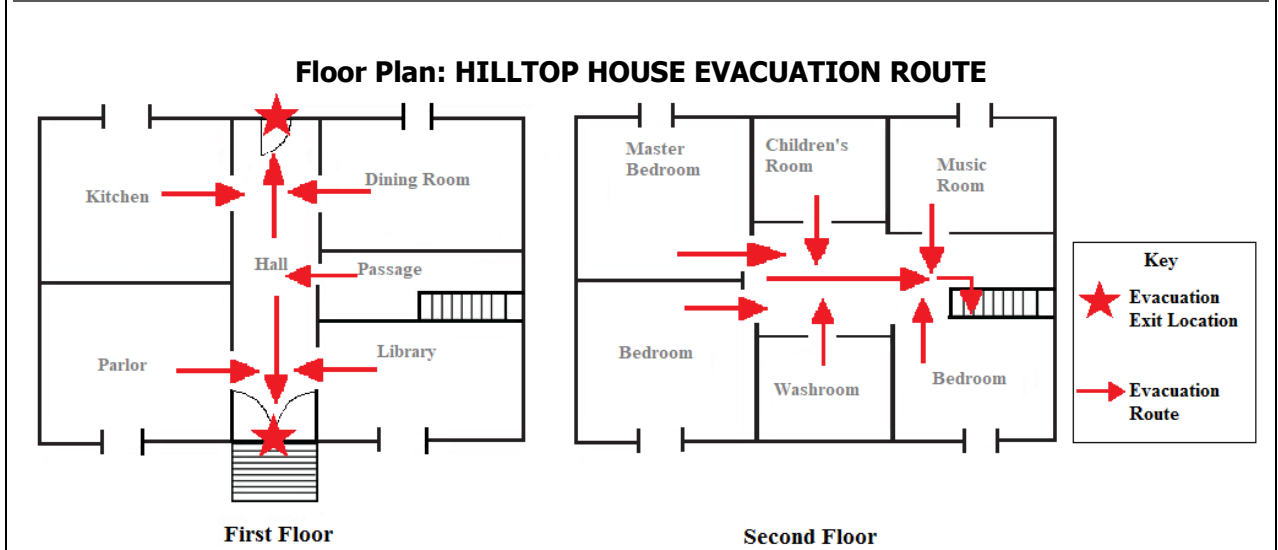 Floor Plan: HILLTOP HOUSE EVACUATION ROUTE
Kitchen
Dining Room
Hall
Passage
Parlor
Library
First Floor
Master
Bedroom
Children's
Room
Music
Room
Bedroom
Washroom
Bedroom
Second Floor
Key
Evacuation
Exit Location
Evacuation
Route